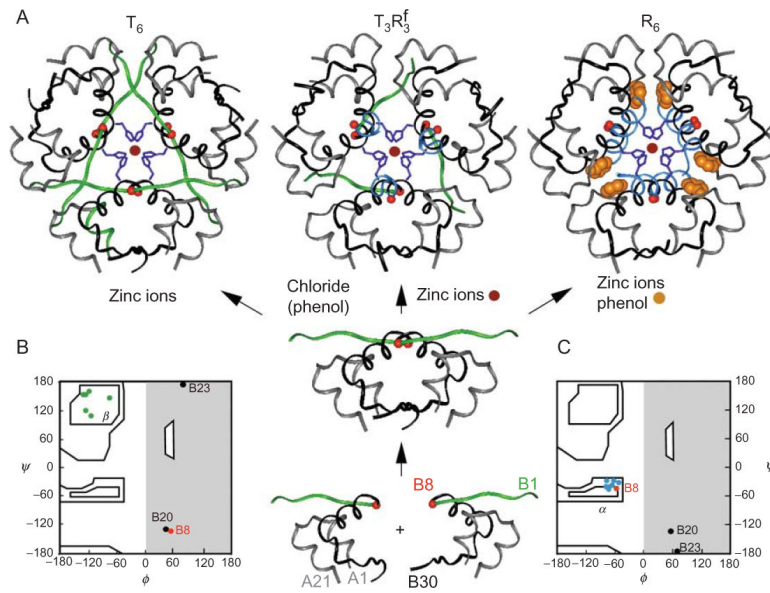 A
T6
T3R3f
R6
Zinc ions
Chloride
(phenol)
Zinc ions
Zinc ions
phenol
B
180
120
60
0
-60
-120
-180
ψ
β
B23
B20
B8
-180
-120
-60
0
60
120
180
ϕ
B8
B1
+
A21
A1
B30
C
180
120
60
0
-60
-120
-180
B8
α
B20
B23
-180
-120
-60
0
60
120
180
ϕ